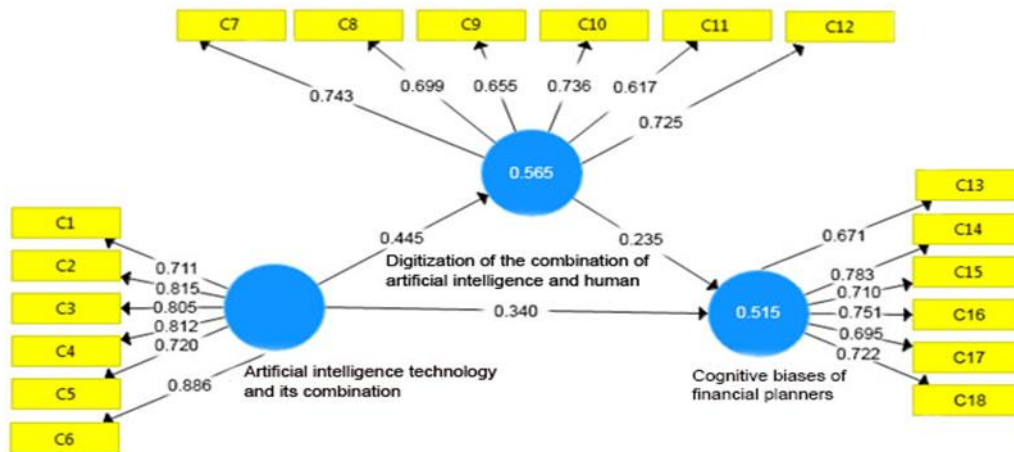 C7 C8 C9 C10 C11 C12
0.743 0.699 0.655 0.736 0.617 0.725
0.565
C1
C2
C3
C4
C5
C6
0.711
0.815
0.805
0.812
0.720
0.886
0.445
Digitization of the combination of
artificial intelligence and human
0.235
0.340
Artificial intelligence technology
and its combination
0.515
Cognitive biases of
financial planners
0.671
0.783
0.710
0.751
0.695
0.722
C13
C14
C15
C16
C17
C18